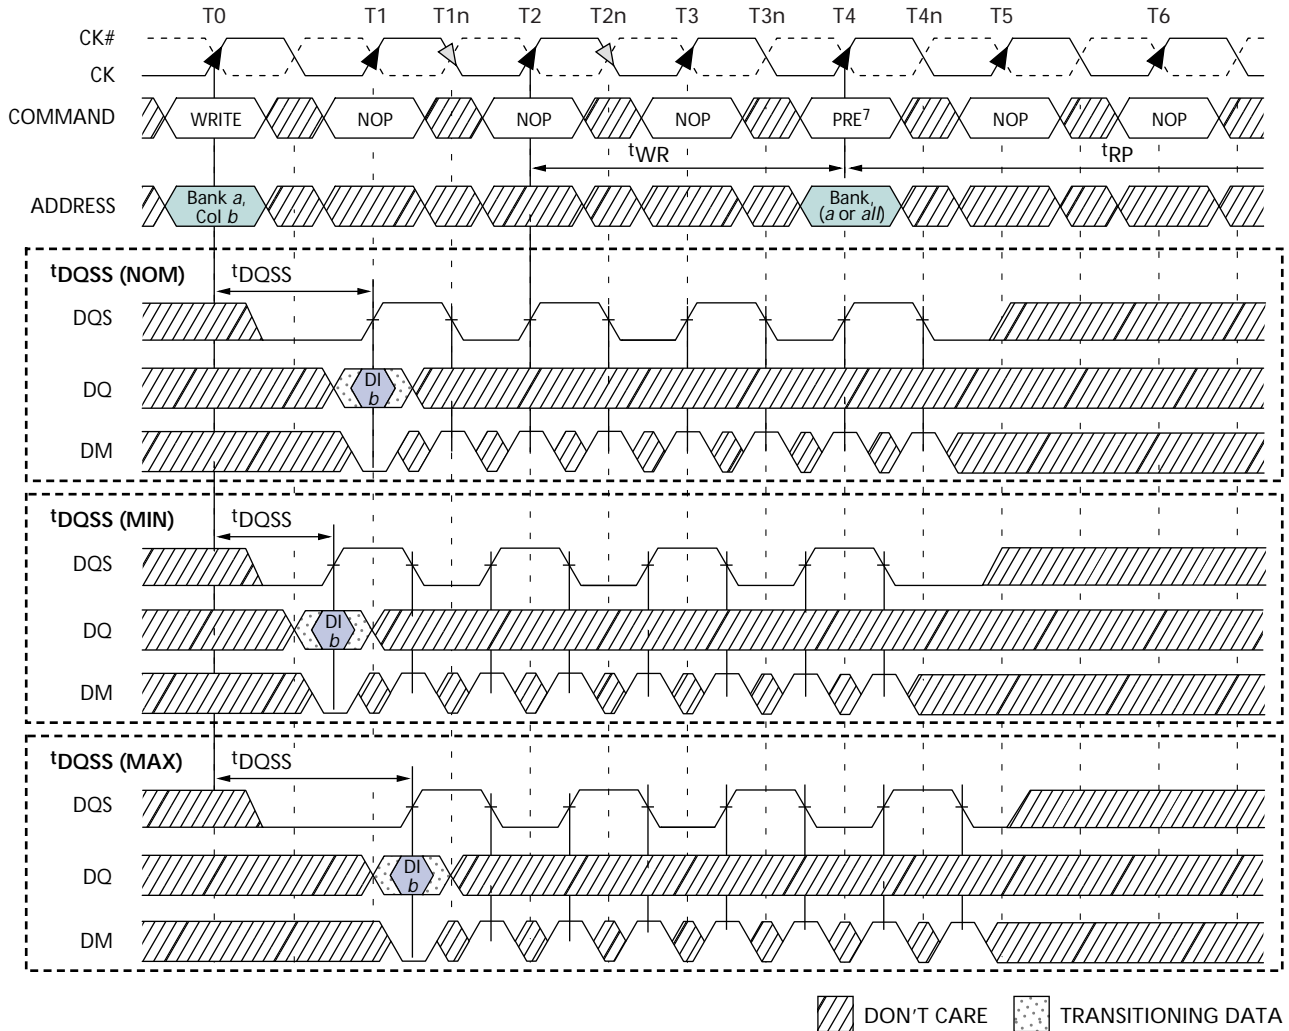 T0 T1 T1n T2 T2n T3 T3n T4 T4n T5 T6
CK#
CK
COMMAND WRITE NOP NOP NOP PRE7 NOP NOP
tWR tRP
ADDRESS Bank a, Col b Bank, (a or all)
tDQSS (NOM) tDQSS
DQS
DQ DI b
DM
tDQSS (MIN) tDQSS
DQS
DQ DI b
DM
tDQSS (MAX) tDQSS
DQS
DQ DI b
DM
DON'T CARE TRANSITIONING DATA